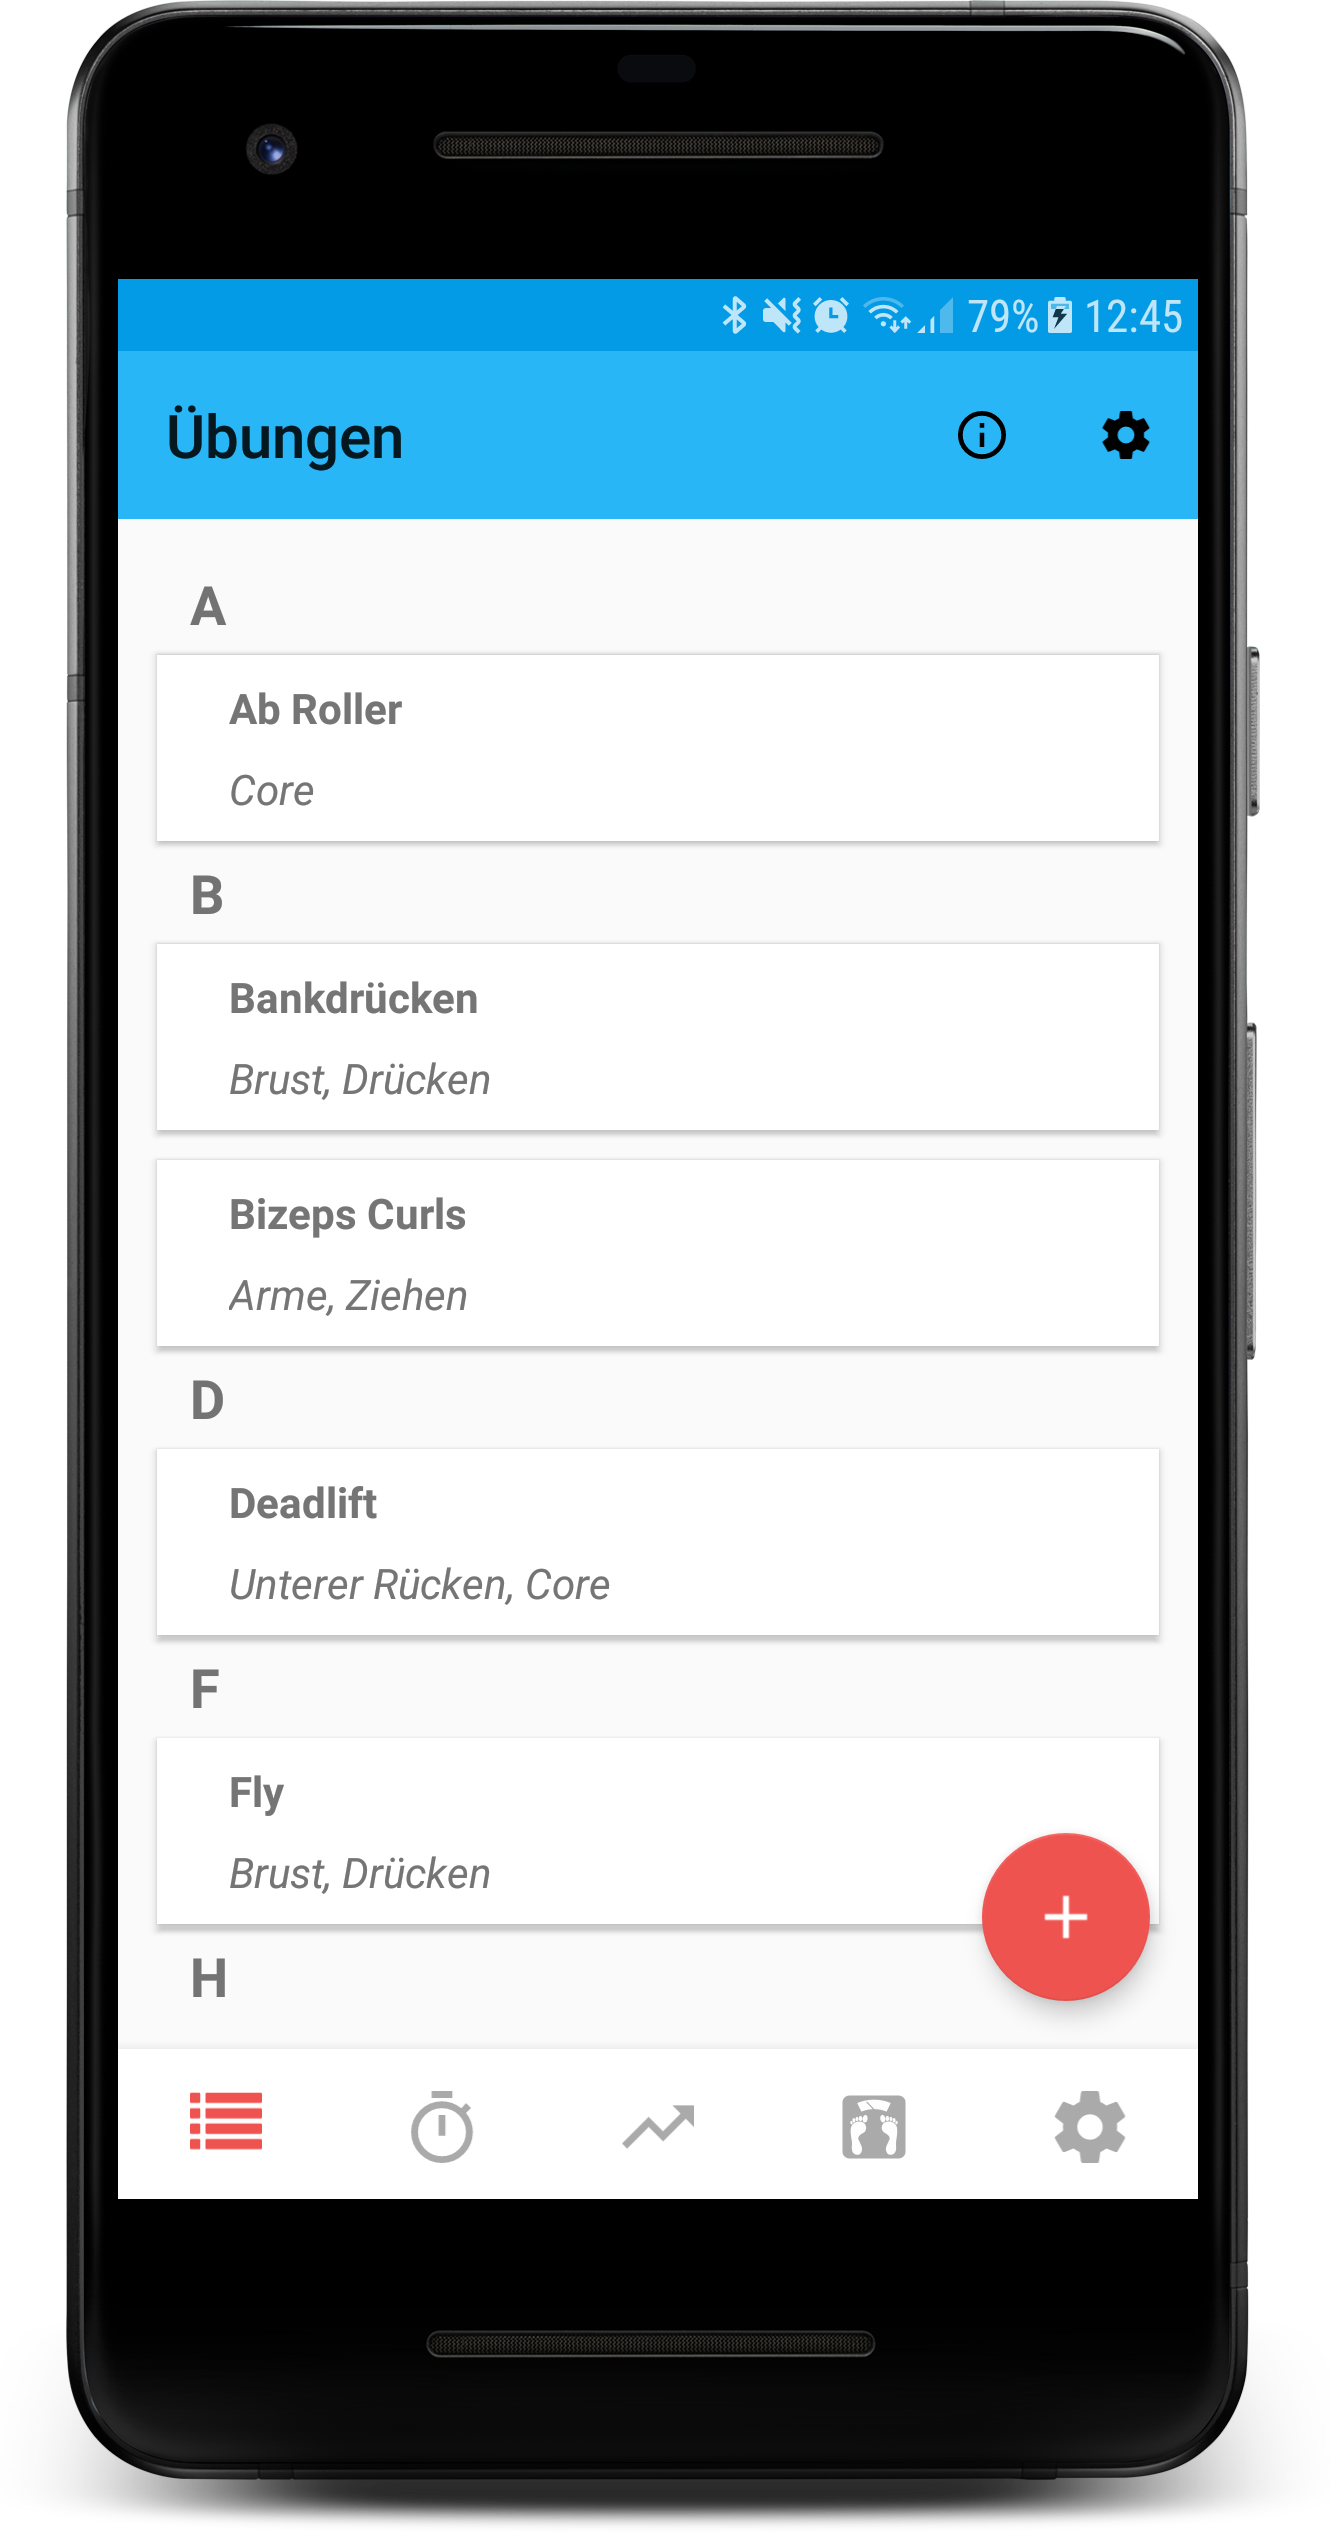 79% 12:45
Übungen
A
Ab Roller
Core
B
Bankdrücken
Brust, Drücken
Bizeps Curls
Arme, Ziehen
D
Deadlift
Unterer Rücken, Core
F
Fly
Brust, Drücken
H